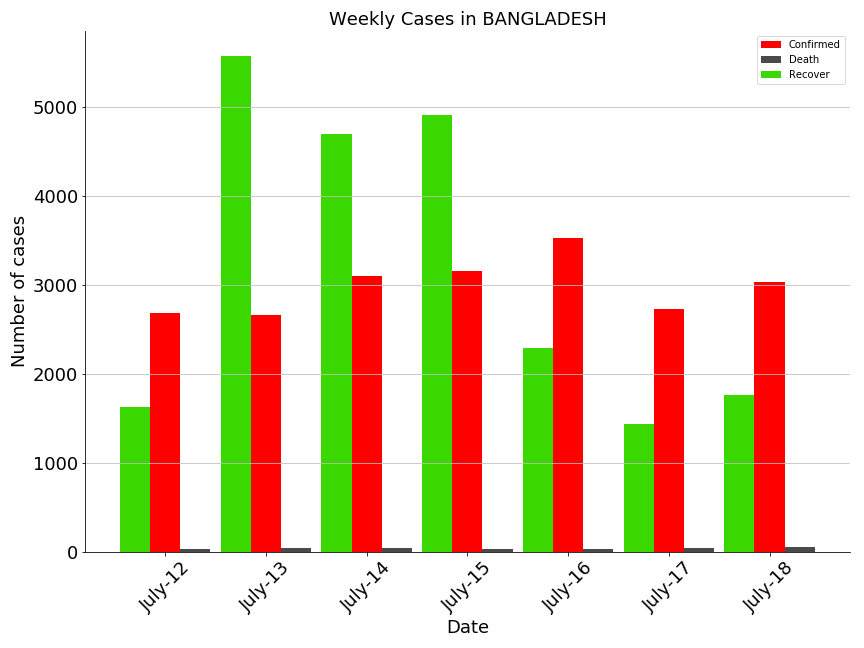 Weekly Cases in BANGLADESH
Confirmed
Death
Recover
Number of cases
5000
4000
3000
2000
1000
0
July-12
July-13
July-14
July-15
July-16
July-17
July-18
Date